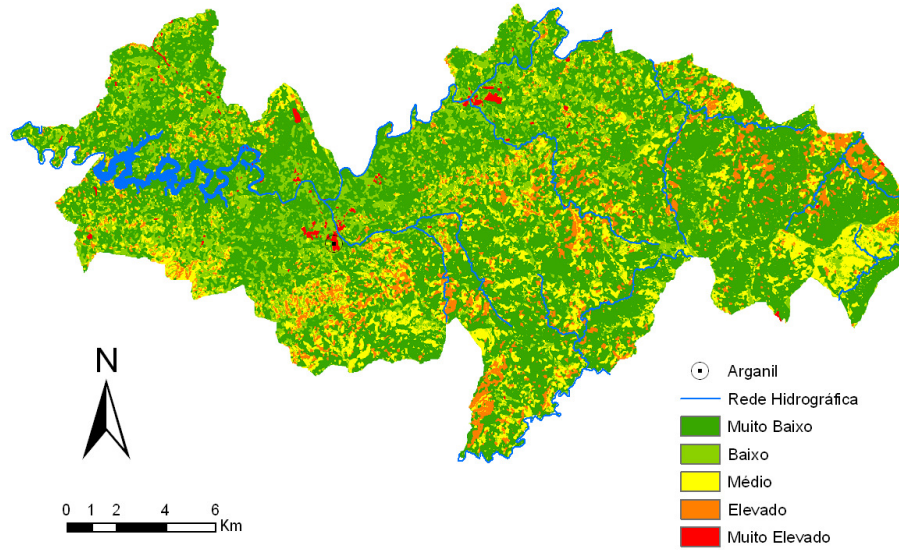 N
0 1 2 4 6
Km
Arganil
Rede Hidrográfica
Muito Baixo
Baixo
Médio
Elevado
Muito Elevado